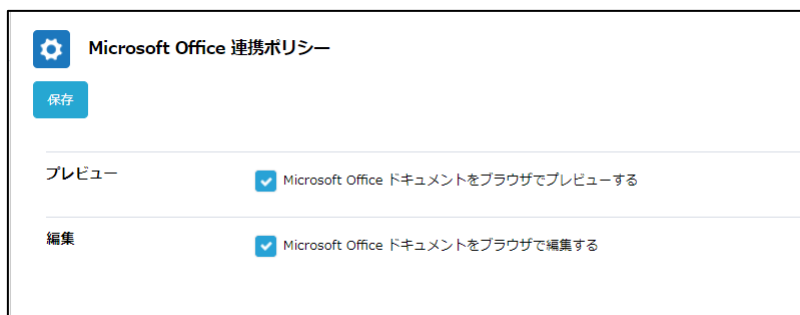 Microsoft Office 連携ポリシー
保存
プレビュー
Microsoft Office ドキュメントをブラウザでプレビューする
編集
Microsoft Office ドキュメントをブラウザで編集する